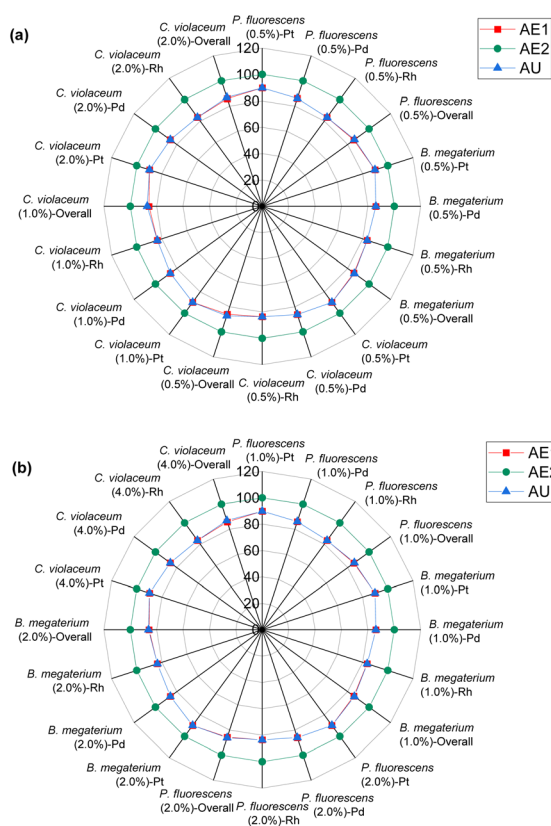 (a)
AE1
AE2
AU
P. fluorescens
(0.5%)-Pt
P. fluorescens
(0.5%)-Pd
P. fluorescens
(0.5%)-Rh
P. fluorescens
(0.5%)-Overall
B. megaterium
(0.5%)-Pt
B. megaterium
(0.5%)-Pd
B. megaterium
(0.5%)-Rh
B. megaterium
(0.5%)-Overall
C. violaceum
(0.5%)-Pt
C. violaceum
(0.5%)-Pd
C. violaceum
(0.5%)-Rh
C. violaceum
(0.5%)-Overall
C. violaceum
(1.0%)-Pt
C. violaceum
(1.0%)-Pd
C. violaceum
(1.0%)-Rh
C. violaceum
(1.0%)-Overall
C. violaceum
(2.0%)-Pt
C. violaceum
(2.0%)-Pd
C. violaceum
(2.0%)-Rh
C. violaceum
(2.0%)-Overall
120
100
80
60
40
20
0
(b)
AE
AE2
AU
P. fluorescens
(1.0%)-Pt
P. fluorescens
(1.0%)-Pd
P. fluorescens
(1.0%)-Rh
P. fluorescens
(1.0%)-Overall
B. megaterium
(1.0%)-Pt
B. megaterium
(1.0%)-Pd
B. megaterium
(1.0%)-Rh
B. megaterium
(1.0%)-Overall
P. fluorescens
(2.0%)-Pt
P. fluorescens
(2.0%)-Pd
P. fluorescens
(2.0%)-Rh
P. fluorescens
(2.0%)-Overall
B. megaterium
(2.0%)-Pt
B. megaterium
(2.0%)-Pd
B. megaterium
(2.0%)-Rh
B. megaterium
(2.0%)-Overall
C. violaceum
(4.0%)-Pt
C. violaceum
(4.0%)-Pd
C. violaceum
(4.0%)-Rh
C. violaceum
(4.0%)-Overall
120
100
80
60
40
20
0